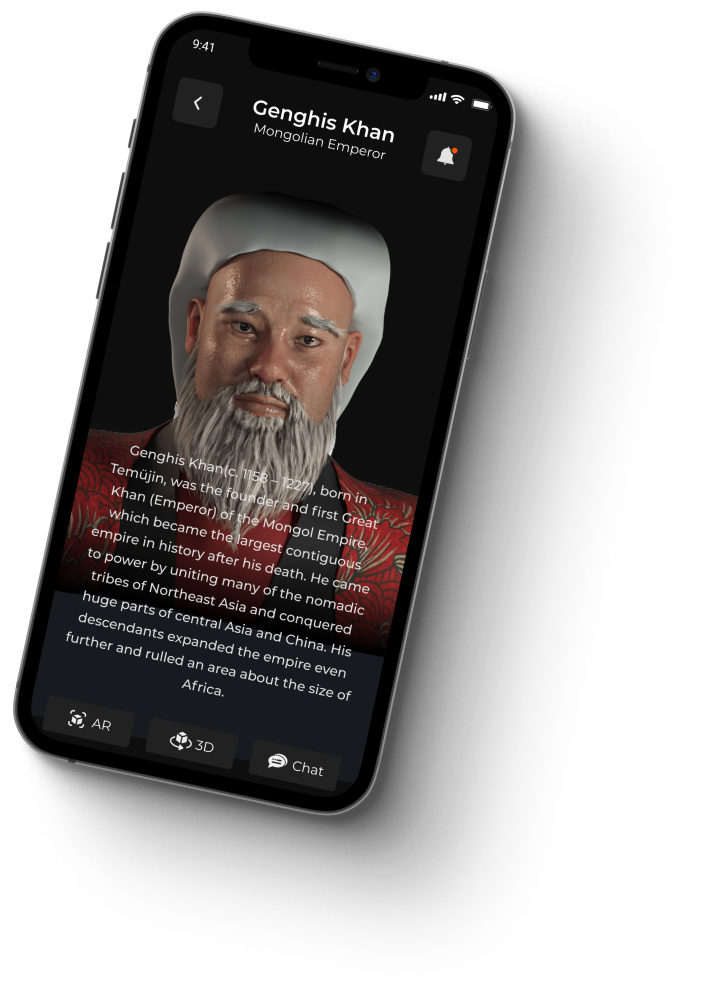 9:41
Genghis Khan
Mongolian Emperor
Genghis Khan(c. 1158 – 1227), born in
Temüjin, was the founder and first Great
Khan (Emperor) of the Mongol Empire,
which became the largest contiguous
empire in history after his death. He came
to power by uniting many of the nomadic
tribes of Northeast Asia and conquered
huge parts of central Asia and China. His
descendants expanded the empire even
further and rulled an area about the size of
Africa.
AR
3D
Chat